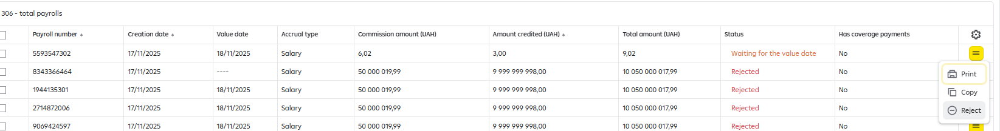 306 - total payrolls
Payroll number Creation date Value date Accrual type Commission amount (UAH) Amount credited (UAH) Total amount (UAH) Status Has coverage payments
5593547302 17/11/2025 18/11/2025 Salary 6,02 3,00 9,02 Waiting for the value date No
8343366464 17/11/2025 ---- Salary 50 000 019,99 9 999 999 998,00 10 050 000 017,99 Rejected No
Print
1944135301 17/11/2025 18/11/2025 Salary 50 000 019,99 9 999 999 998,00 10 050 000 017,99 Rejected No
Copy
2714872006 17/11/2025 18/11/2025 Salary 50 000 019,99 9 999 999 998,00 10 050 000 017,99 Rejected No
Reject
9069424597 17/11/2025 18/11/2025 Salary 50 000 019,99 9 999 999 998,00 10 050 000 017,99 Rejected No